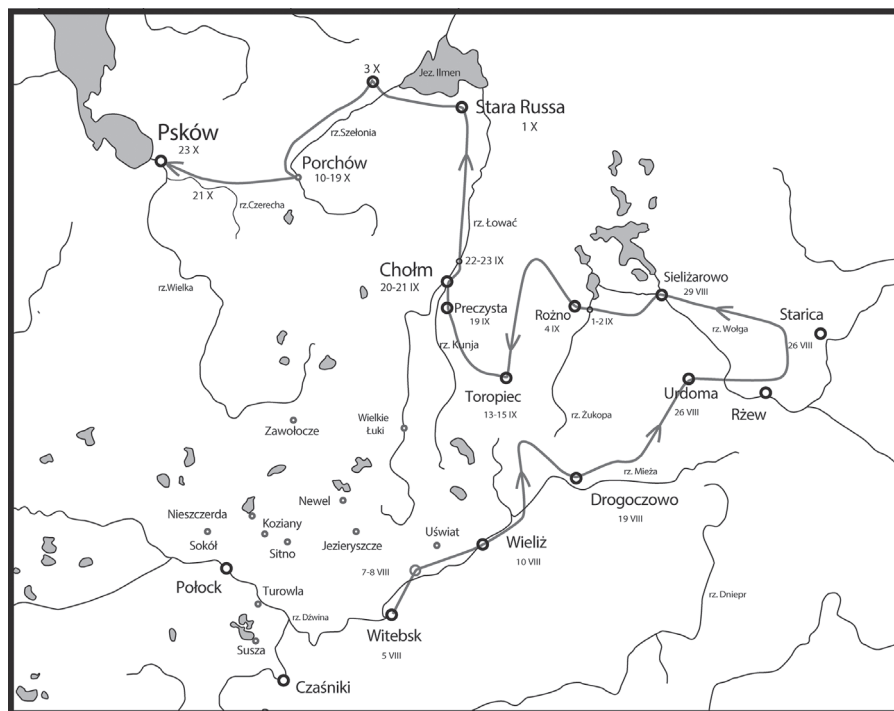 3 X
Jez. Ilmen
Stara Russa
1 X
Psków
23 X
rz.Szełonia
Porchów
10-19 X
21 X
rz.Czerecha
rz. Łować
22-23 IX
Chołm
20-21 IX
rz.Wielka
Sieliżarowo
29 VIII
Preczysta
19 IX
Rożno
4 IX
1-2 IX
Starica
26 VIII
rz. Wołga
rz. Kunja
Toropiec
13-15 IX
Urdoma
26 VIII
Rżew
rz. Żukopa
Zawołocze
Wielkie
Łuki
rz. Mieża
Drogoczowo
19 VIII
Newel
Nieszczerda
Koziany
Sokół
Sitno
Jezieryszcze
Uświat
Wieliż
10 VIII
7-8 VIII
Połock
Turowla
rz. Dźwina
rz. Dniepr
Witebsk
5 VIII
Susza
Czaśniki